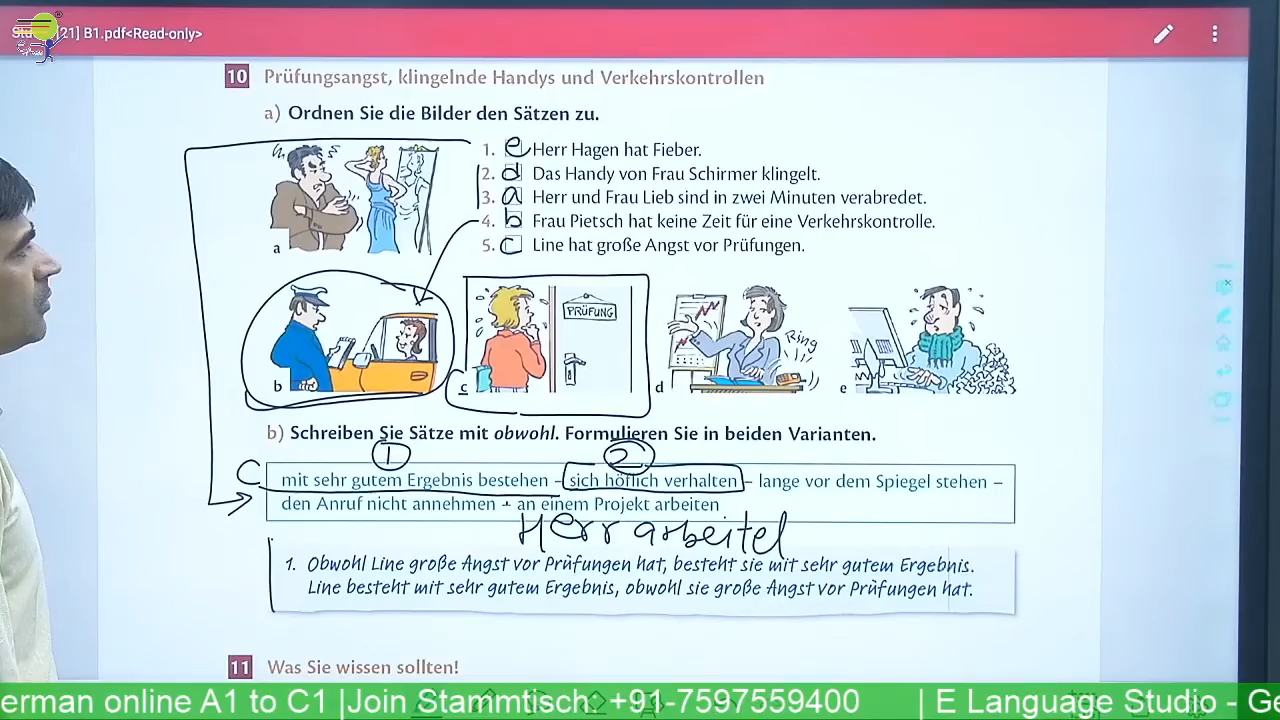 [21] B1.pdf<Read-only>
10 Prüfungsangst, klingelnde Handys und Verkehrskontrollen
a) Ordnen Sie die Bilder den Sätzen zu.
1. e Herr Hagen hat Fieber.
2. d Das Handy von Frau Schirmer klingelt.
3. a Herr und Frau Lieb sind in zwei Minuten verabredet.
4. b Frau Pietsch hat keine Zeit für eine Verkehrskontrolle.
5. c Line hat große Angst vor Prüfungen.
a
PRÜFUNG
Ring
b c d e
b) Schreiben Sie Sätze mit obwohl. Formulieren Sie in beiden Varianten.
1 2
C mit sehr gutem Ergebnis bestehen – sich höflich verhalten – lange vor dem Spiegel stehen –
den Anruf nicht annehmen – an einem Projekt arbeiten
Herr arbeitet
1. Obwohl Line große Angst vor Prüfungen hat, besteht sie mit sehr gutem Ergebnis.
Line besteht mit sehr gutem Ergebnis, obwohl sie große Angst vor Prüfungen hat.
11 Was Sie wissen sollten!
erman online A1 to C1 |Join Stammtisch: +91-7597559400 | E Language Studio - Ge